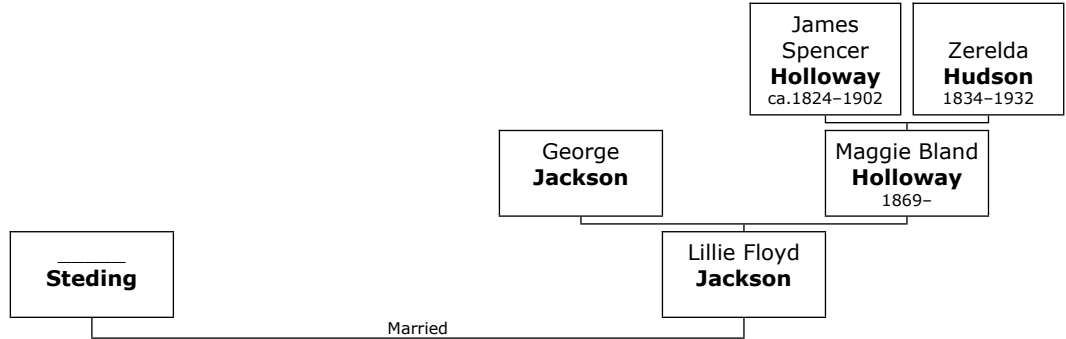 James
Spencer
Holloway
ca.1824–1902
Zerelda
Hudson
1834–1932
George
Jackson
Maggie Bland
Holloway
1869–
______
Steding
Lillie Floyd
Jackson
Married